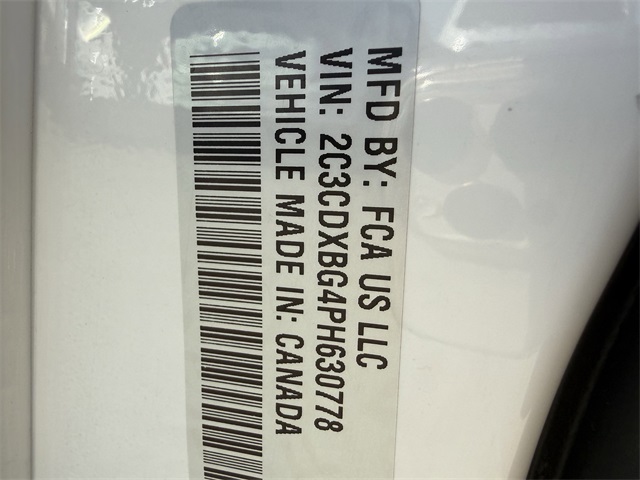 MFD BY: FCA US LLC
VIN: 2C3CDXBG4PH630778
VEHICLE MADE IN: CANADA